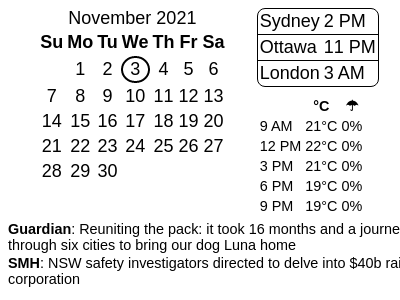 November 2021
Su Mo Tu We Th Fr Sa
1 2 3 4 5 6
7 8 9 10 11 12 13
14 15 16 17 18 19 20
21 22 23 24 25 26 27
28 29 30
Sydney 2 PM
Ottawa 11 PM
London 3 AM
°C ☂
9 AM 21°C 0%
12 PM 22°C 0%
3 PM 21°C 0%
6 PM 19°C 0%
9 PM 19°C 0%
Guardian: Reuniting the pack: it took 16 months and a journe
through six cities to bring our dog Luna home
SMH: NSW safety investigators directed to delve into $40b rai
corporation